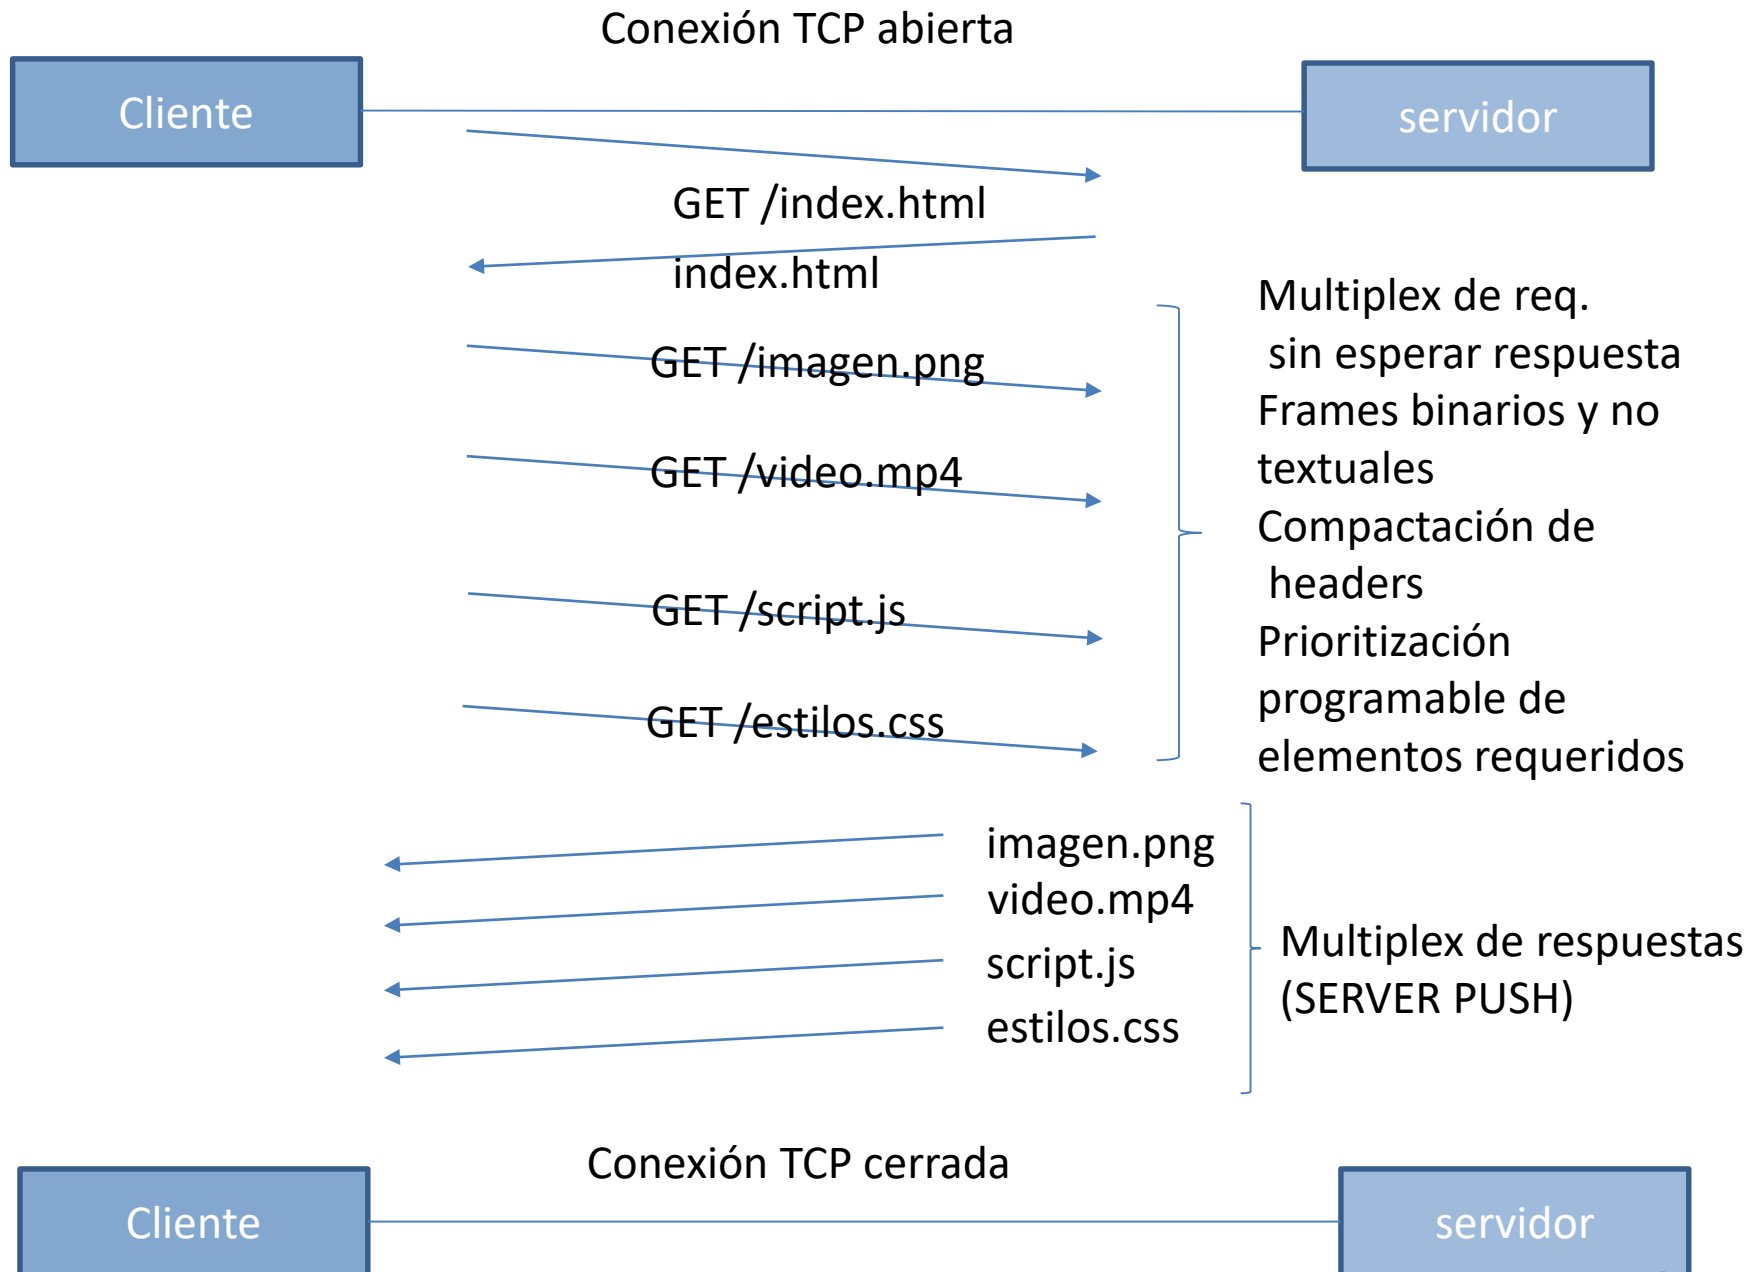 Conexión TCP abierta
Cliente
servidor
GET /index.html
index.html
GET /imagen.png
GET /video.mp4
GET /script.js
GET /estilos.css
Multiplex de req.
sin esperar respuesta
Frames binarios y no
textuales
Compactación de
headers
Prioritización
programable de
elementos requeridos
imagen.png
video.mp4
script.js
estilos.css
Multiplex de respuestas
(SERVER PUSH)
Conexión TCP cerrada
Cliente
servidor